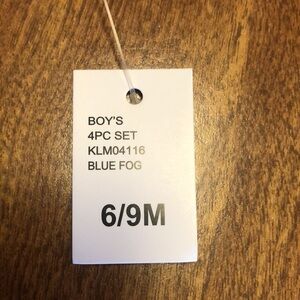 BOY'S
4PC SET
KLM04116
BLUE FOG
6/9M